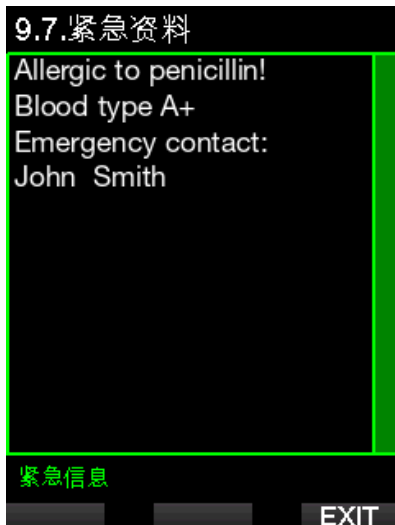 9.7.紧急资料
Allergic to penicillin!
Blood type A+
Emergency contact:
John  Smith
紧急信息
EXIT